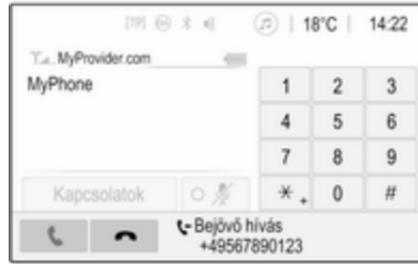 [TP] 18°C 14:22
MyProvider.com
MyPhone
1 2 3
4 5 6
7 8 9
Kapcsolatok * + 0 #
Bejövő hívás
+49567890123